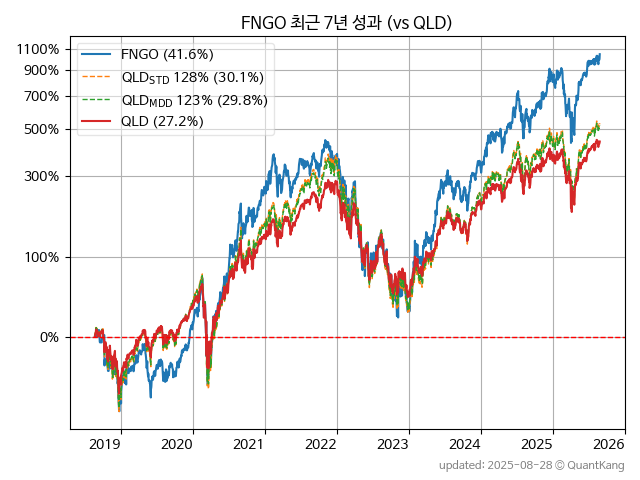 FNGO 최근 7년 성과 (vs QLD)
1100%
900%
700%
500%
300%
100%
0%
FNGO (41.6%)
QLD_STD 128% (30.1%)
QLD_MDD 123% (29.8%)
QLD (27.2%)
2019 2020 2021 2022 2023 2024 2025 2026
updated: 2025-08-28 © QuantKang